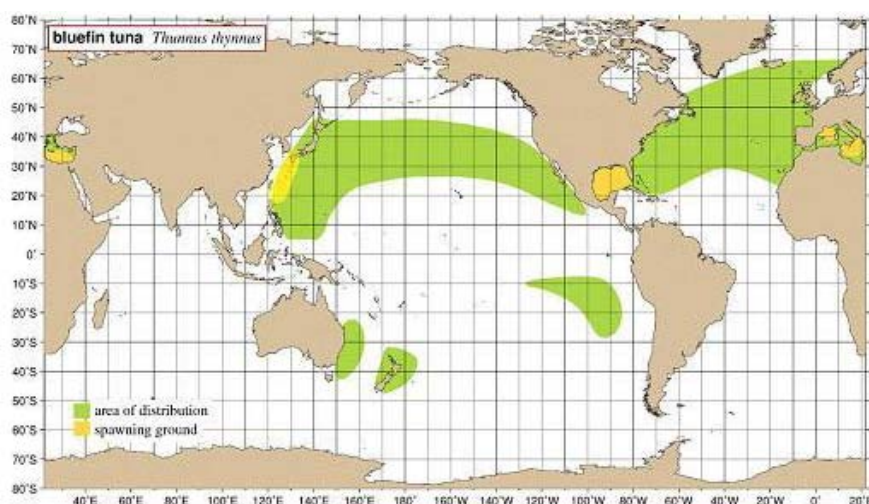 bluefin tuna Thunnus thynnus
80˚N
70˚N
60˚N
50˚N
40˚N
30˚N
20˚N
10˚N
0˚
10˚S
20˚S
30˚S
40˚S
50˚S
60˚S
70˚S
80˚S
area of distribution
spawning ground
40˚E 60˚E 80˚E 100˚E 120˚E 140˚E 160˚E 180˚ 160˚W 140˚W 120˚W 100˚W 80˚W 60˚W 40˚W 20˚W 0˚ 20˚E